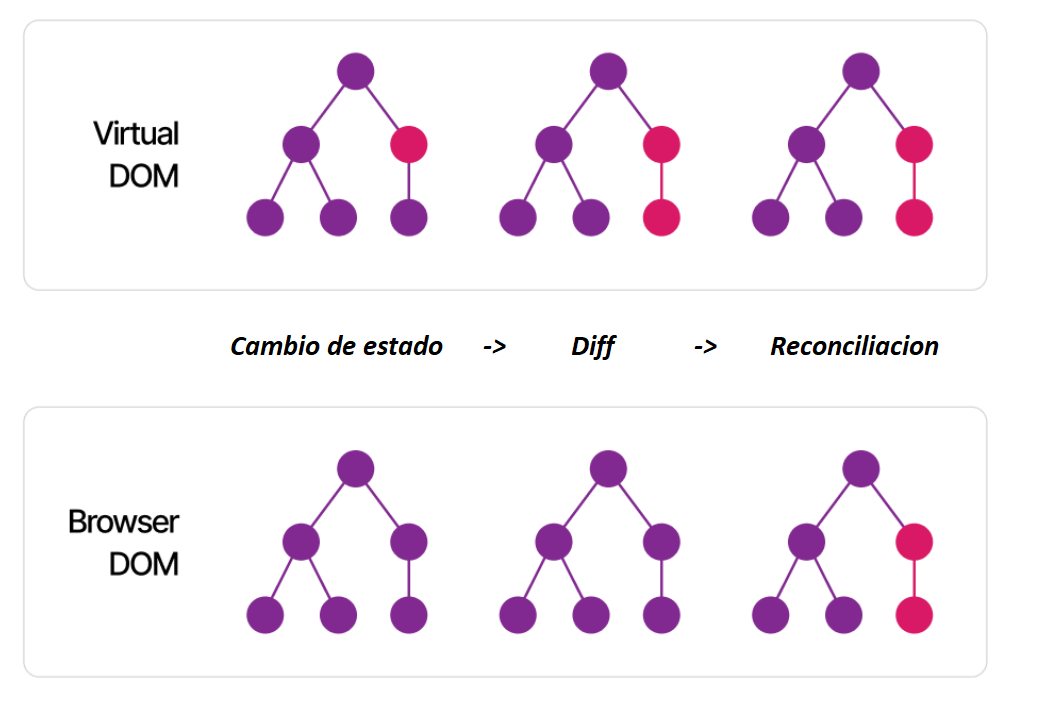 Virtual
DOM
Cambio de estado -> Diff -> Reconciliacion
Browser
DOM